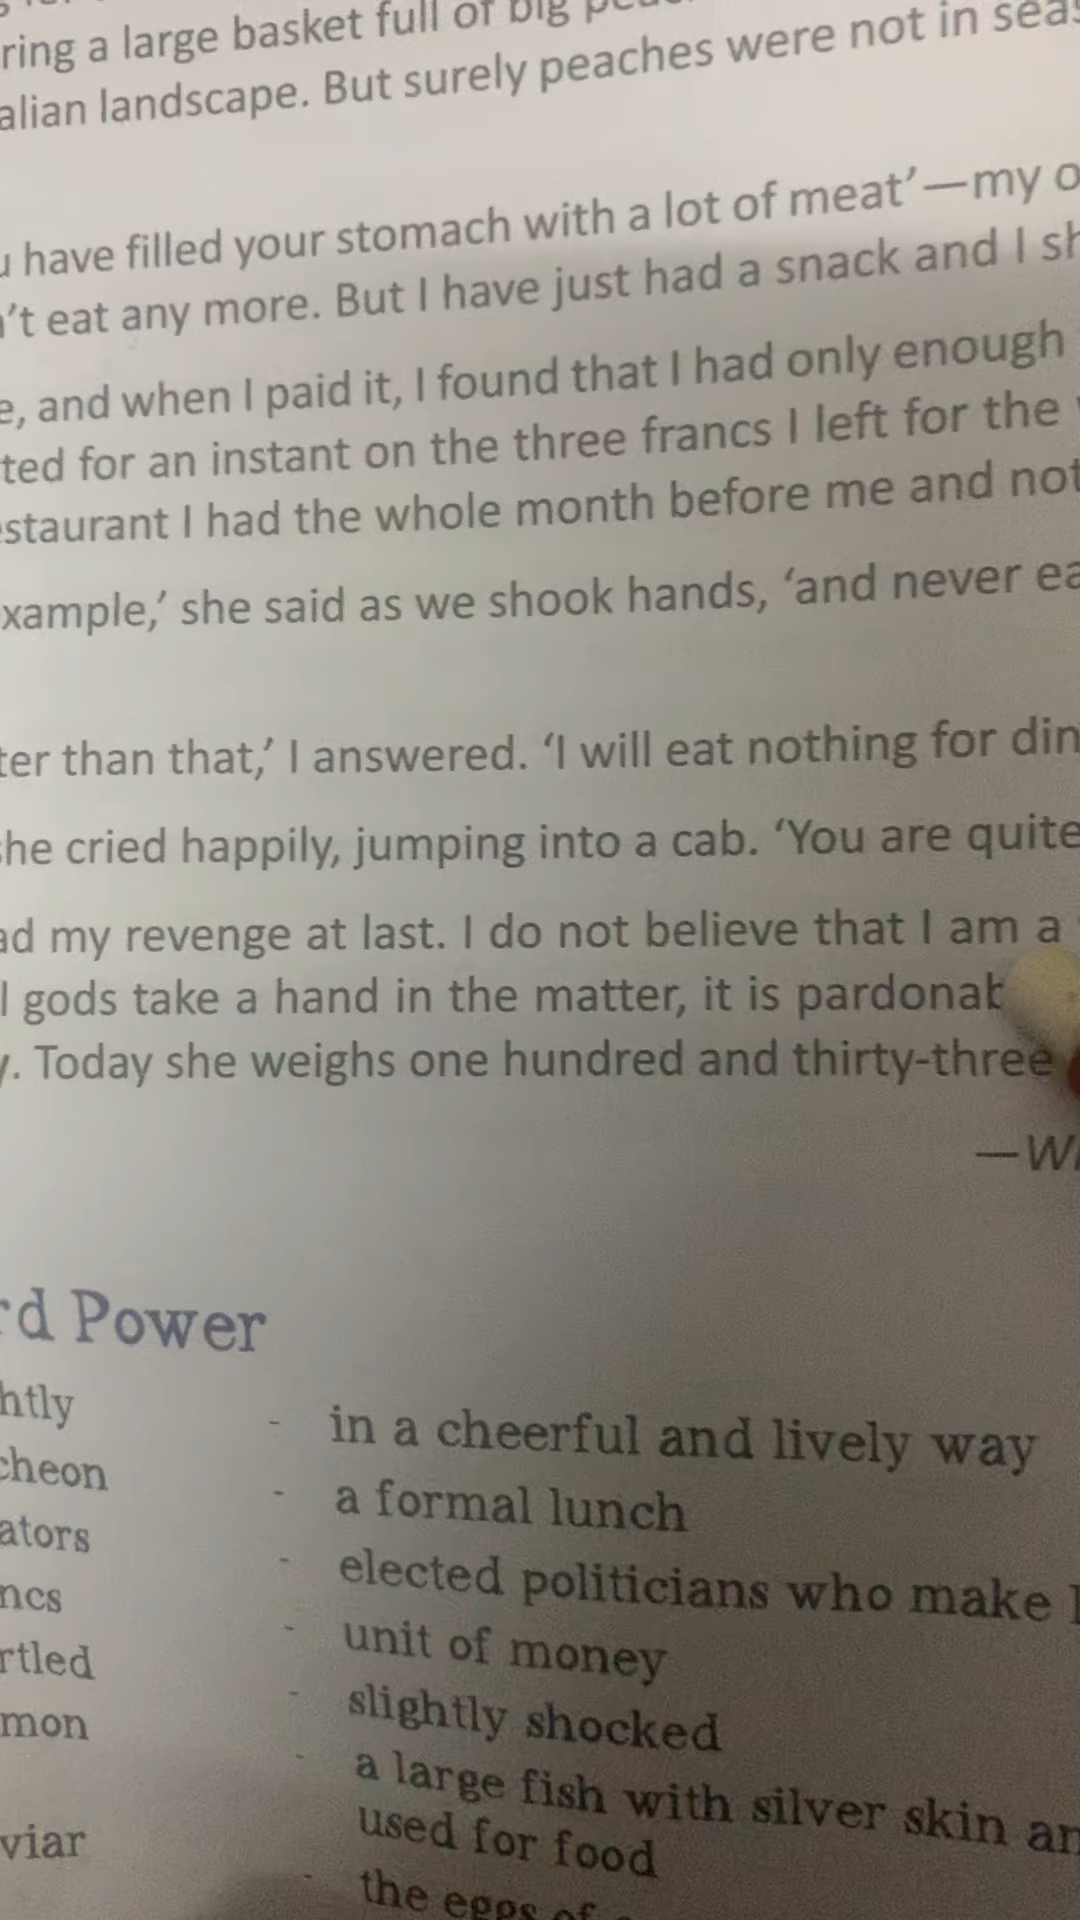 ring a large basket full of big
alian landscape. But surely peaches were not in seas
u have filled your stomach with a lot of meat’—my o
n’t eat any more. But I have just had a snack and I sh
e, and when I paid it, I found that I had only enough
ted for an instant on the three francs I left for the
estaurant I had the whole month before me and not
xample,’ she said as we shook hands, ‘and never ea
ter than that,’ I answered. ‘I will eat nothing for din
she cried happily, jumping into a cab. ‘You are quite
ad my revenge at last. I do not believe that I am a
l gods take a hand in the matter, it is pardonab
y. Today she weighs one hundred and thirty-three
—Wi
rd Power
htly - in a cheerful and lively way
cheon - a formal lunch
ators - elected politicians who make l
ncs - unit of money
rtled - slightly shocked
mon - a large fish with silver skin an
used for food
viar - the eggs of